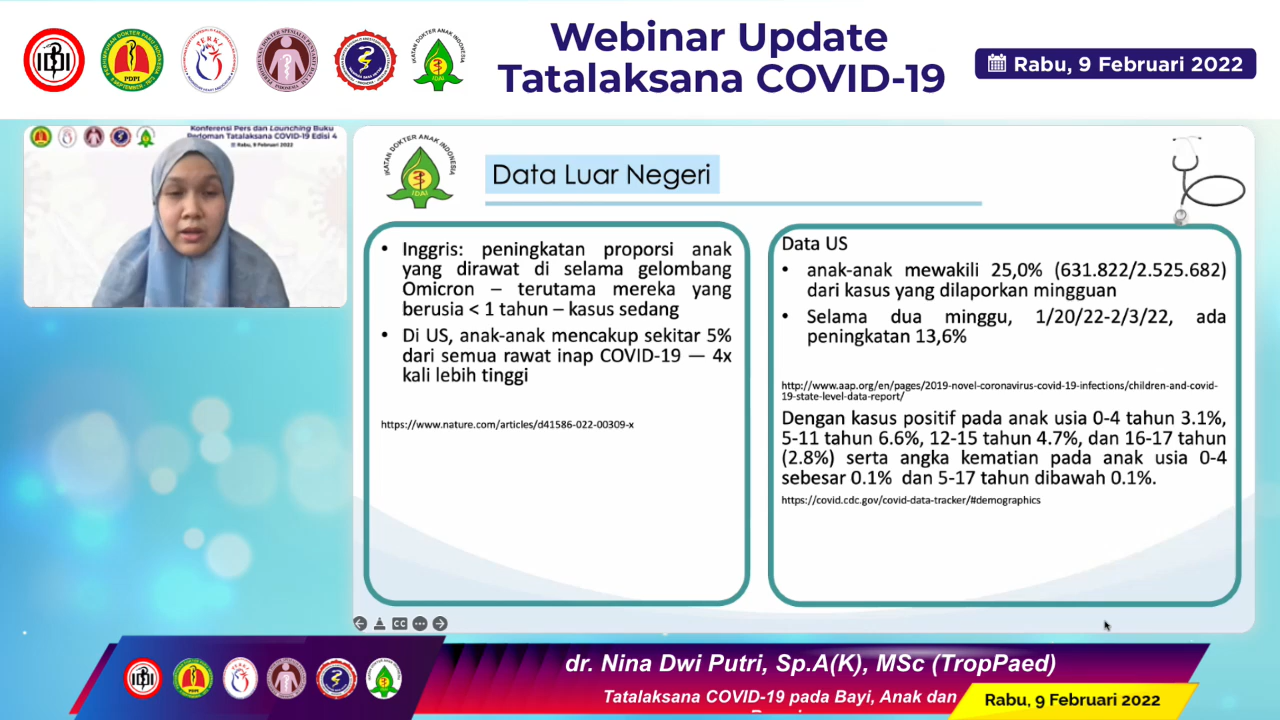 Webinar Update
Tatalaksana COVID-19
Rabu, 9 Februari 2022
IDI
PDPI
PERKI
IDAI
IKATAN DOKTER ANAK INDONESIA
Konferensi Pers dan Launching Buku
Pedoman Tatalaksana COVID-19 Edisi 4
Rabu, 9 Februari 2022
IKATAN DOKTER ANAK INDONESIA
IDAI
Data Luar Negeri
• Inggris: peningkatan proporsi anak
yang dirawat di selama gelombang
Omicron – terutama mereka yang
berusia < 1 tahun – kasus sedang
• Di US, anak-anak mencakup sekitar 5%
dari semua rawat inap COVID-19 — 4x
kali lebih tinggi
https://www.nature.com/articles/d41586-022-00309-x
Data US
• anak-anak mewakili 25,0% (631.822/2.525.682)
dari kasus yang dilaporkan mingguan
• Selama dua minggu, 1/20/22-2/3/22, ada
peningkatan 13,6%
http://www.aap.org/en/pages/2019-novel-coronavirus-covid-19-infections/children-and-covid-
19-state-level-data-report/
Dengan kasus positif pada anak usia 0-4 tahun 3.1%,
5-11 tahun 6.6%, 12-15 tahun 4.7%, dan 16-17 tahun
(2.8%) serta angka kematian pada anak usia 0-4
sebesar 0.1% dan 5-17 tahun dibawah 0.1%.
https://covid.cdc.gov/covid-data-tracker/#demographics
CC
dr. Nina Dwi Putri, Sp.A(K), MSc (TropPaed)
Tatalaksana COVID-19 pada Bayi, Anak dan
Rabu, 9 Februari 2022